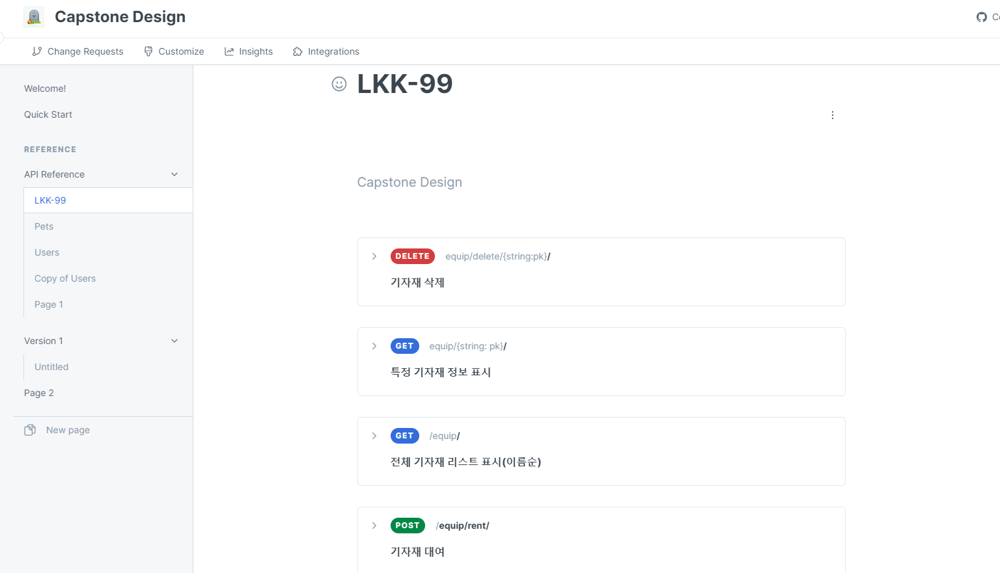 Capstone Design
Change Requests
Customize
Insights
Integrations
Welcome!
Quick Start
REFERENCE
API Reference
LKK-99
Pets
Users
Copy of Users
Page 1
Version 1
Untitled
Page 2
New page
LKK-99
Capstone Design
DELETE equip/delete/{string:pk}/
기자재 삭제
GET equip/{string: pk}/
특정 기자재 정보 표시
GET /equip/
전체 기자재 리스트 표시(이름순)
POST /equip/rent/
기자재 대여